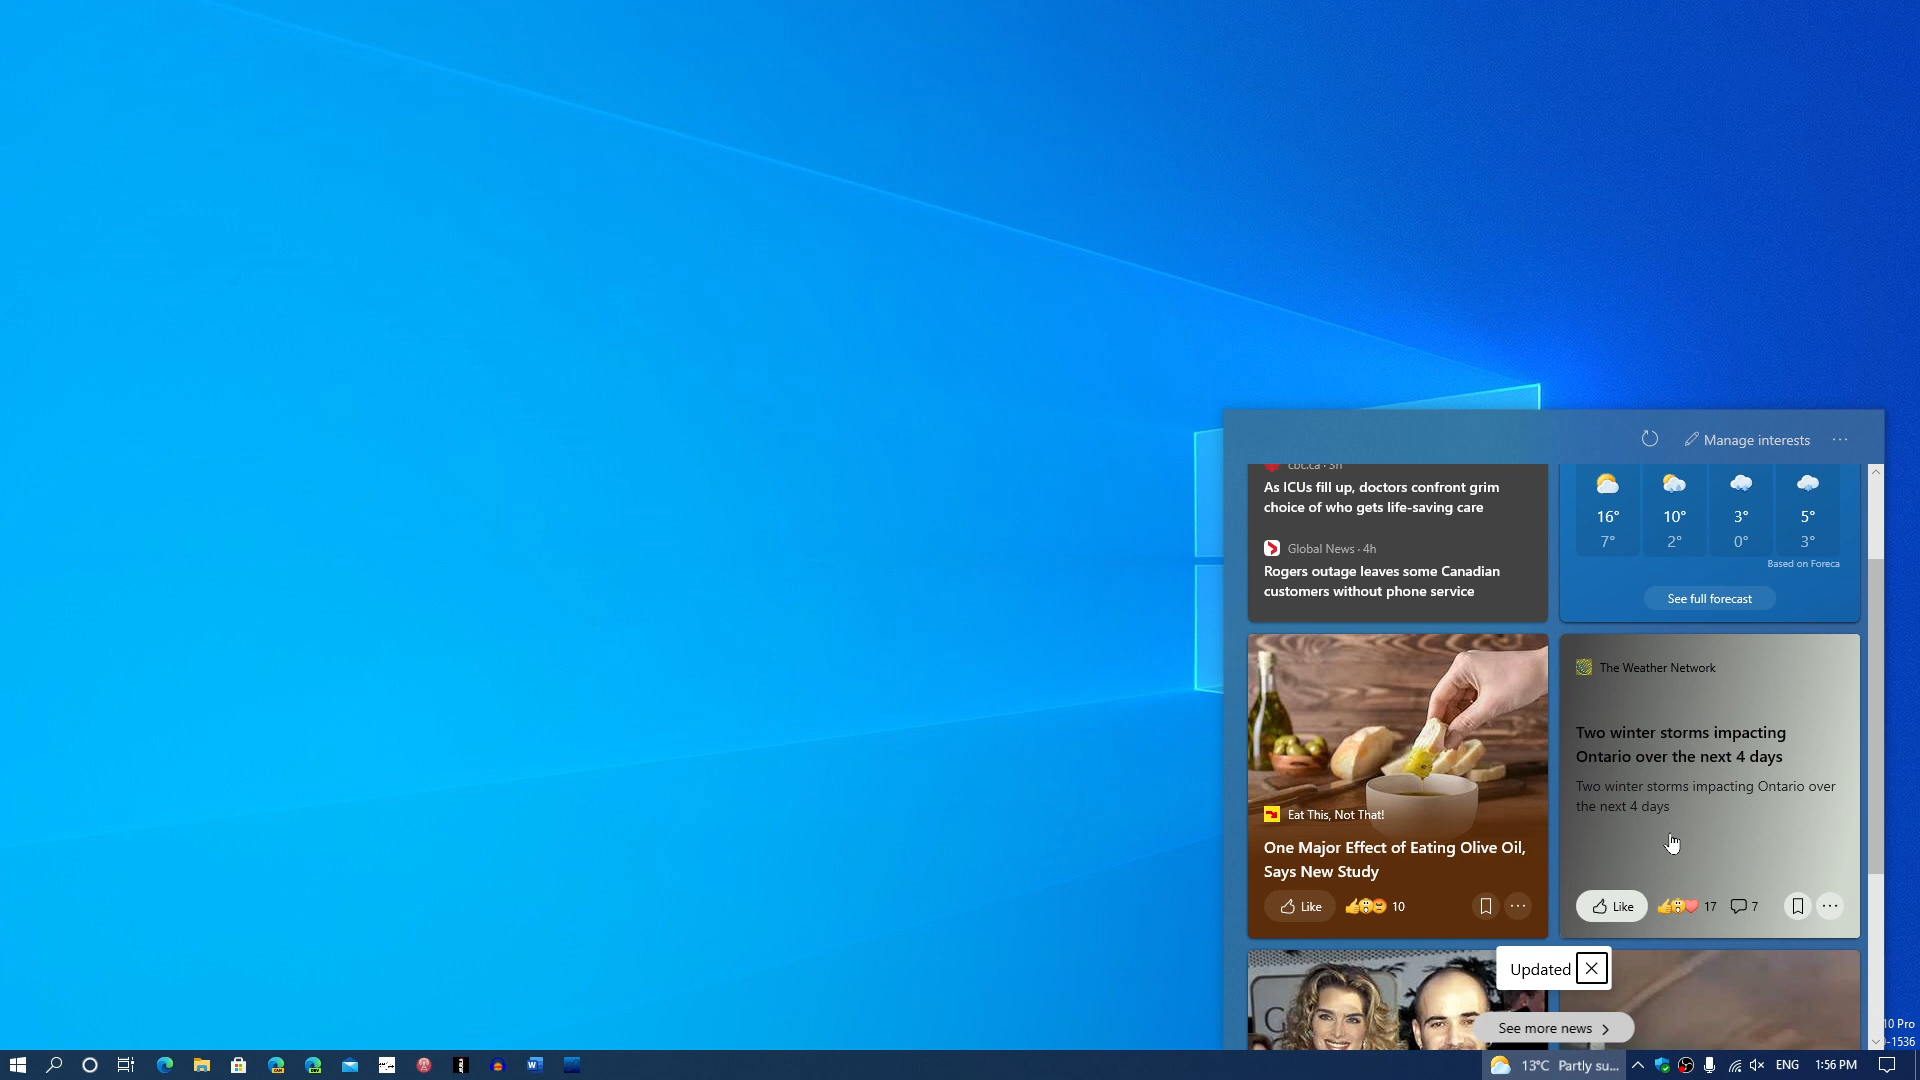 Manage interests
cbc.ca · 3h
As ICUs fill up, doctors confront grim
choice of who gets life-saving care
Global News · 4h
Rogers outage leaves some Canadian
customers without phone service
16° 10° 3° 5°
7° 2° 0° 3°
Based on Foreca
See full forecast
Eat This, Not That!
One Major Effect of Eating Olive Oil,
Says New Study
Like 10
The Weather Network
Two winter storms impacting
Ontario over the next 4 days
Two winter storms impacting Ontario over
the next 4 days
Like 17 7
Updated
See more news
10 Pro
-1536
13°C Partly su...
ENG
1:56 PM